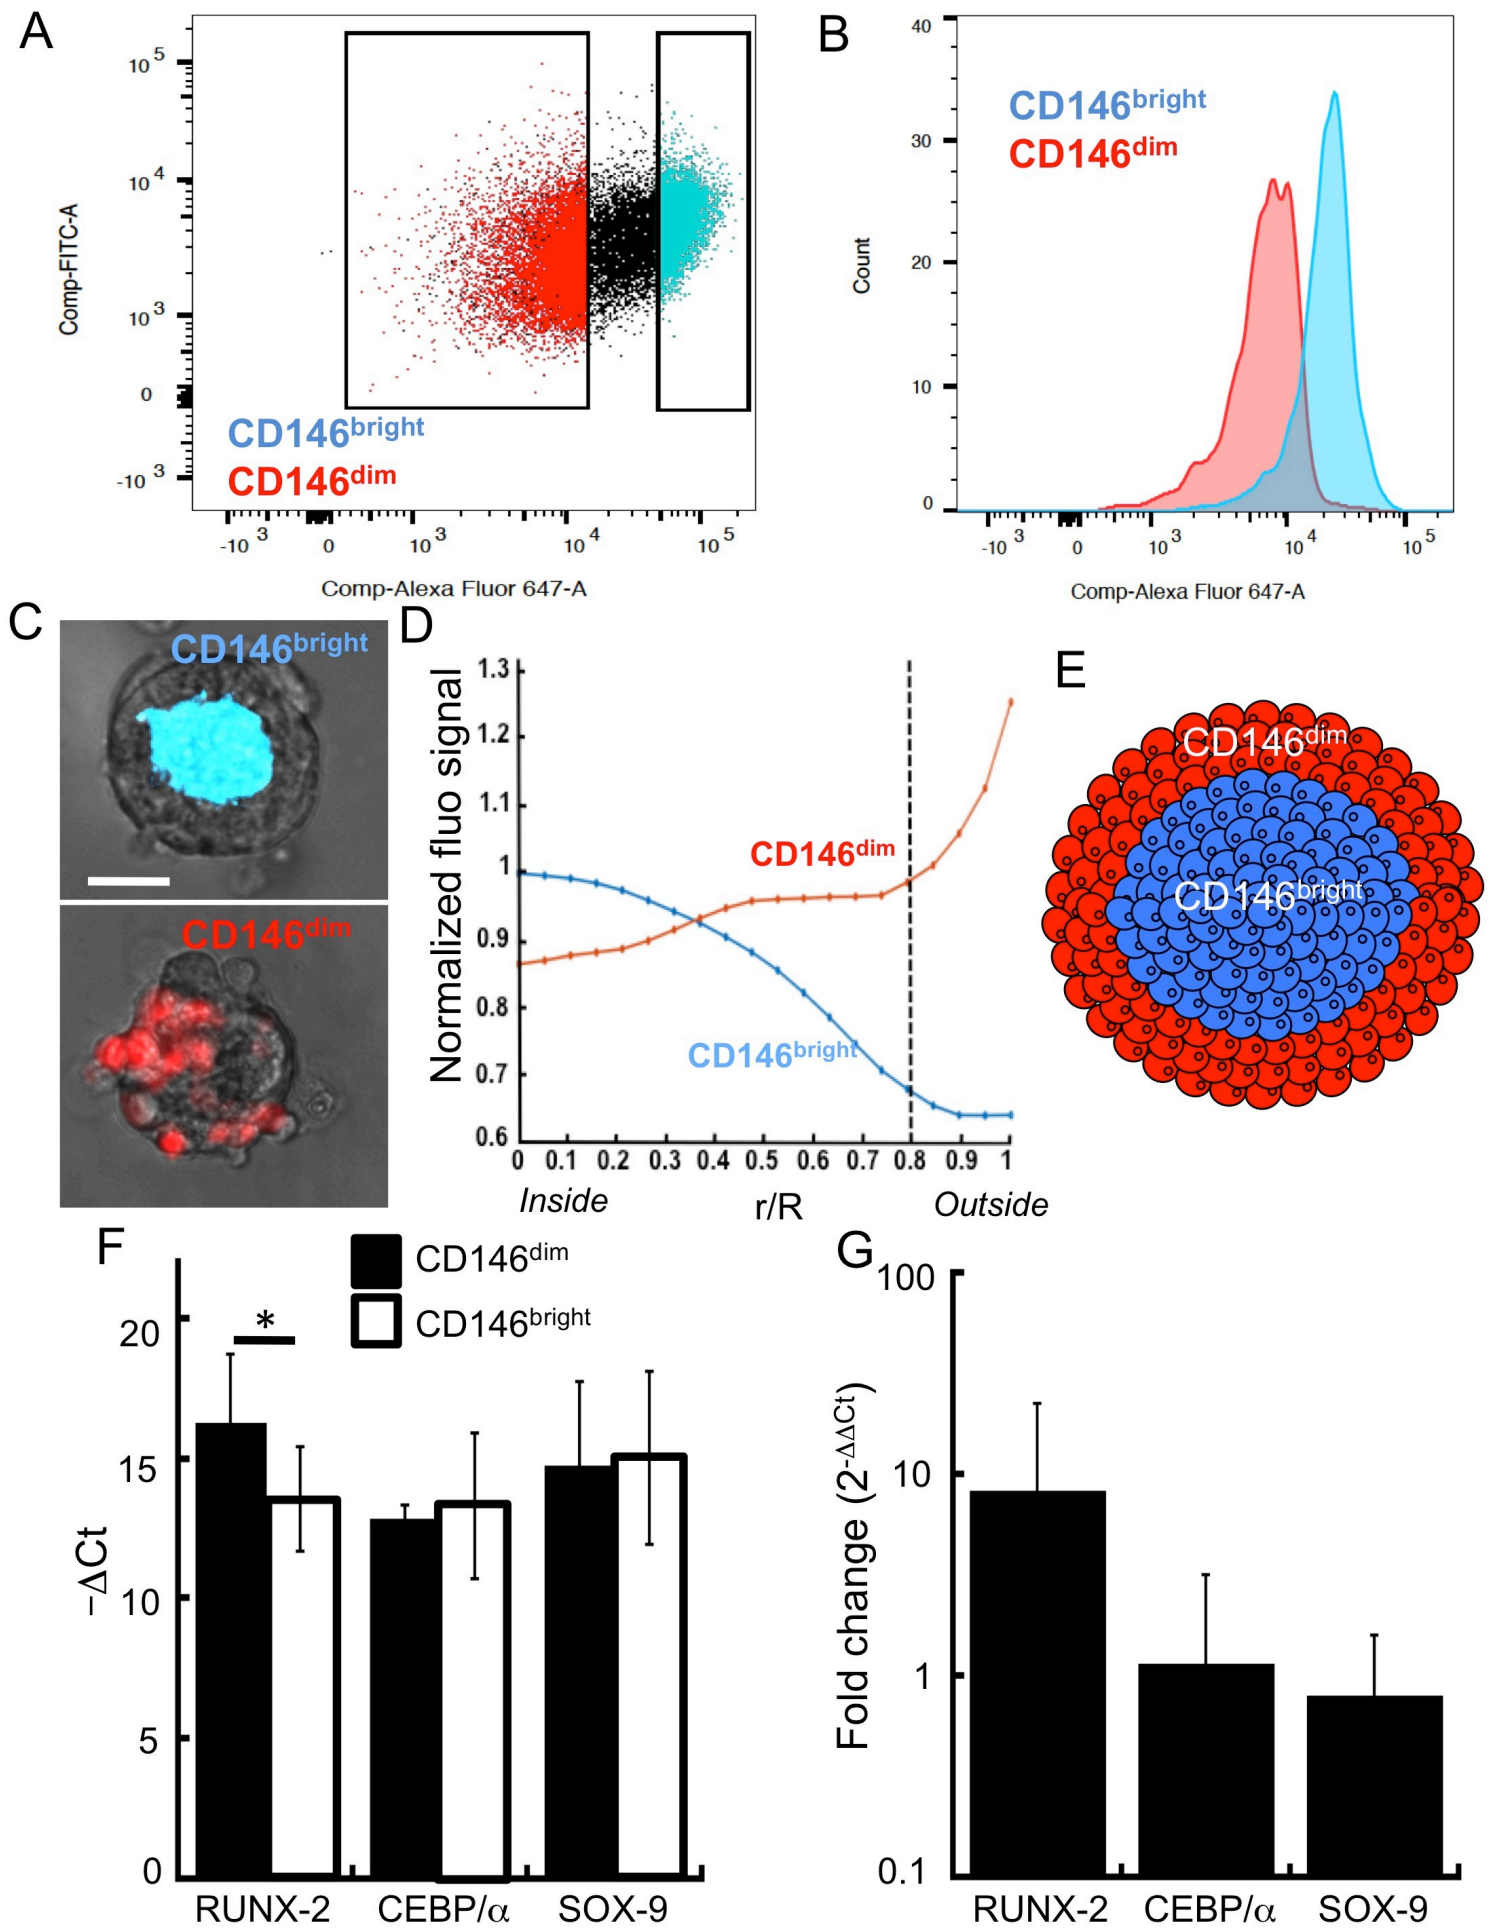 A
10^5
10^4
10^3
0
-10^3
Comp-FITC-A
CD146^bright
CD146^dim
-10^3 0 10^3 10^4 10^5
Comp-Alexa Fluor 647-A
B
40
30
20
10
0
Count
CD146^bright
CD146^dim
-10^3 0 10^3 10^4 10^5
Comp-Alexa Fluor 647-A
C
CD146^bright
CD146^dim
D
Normalized fluo signal
1.3
1.2
1.1
1
0.9
0.8
0.7
0.6
CD146^dim
CD146^bright
0 0.1 0.2 0.3 0.4 0.5 0.6 0.7 0.8 0.9 1
Inside r/R Outside
E
CD146^dim
CD146^bright
F
CD146^dim
CD146^bright
*
20
15
10
5
0
−ΔCt
RUNX-2 CEBP/α SOX-9
G
100
10
1
0.1
Fold change (2^-ΔΔCt)
RUNX-2 CEBP/α SOX-9